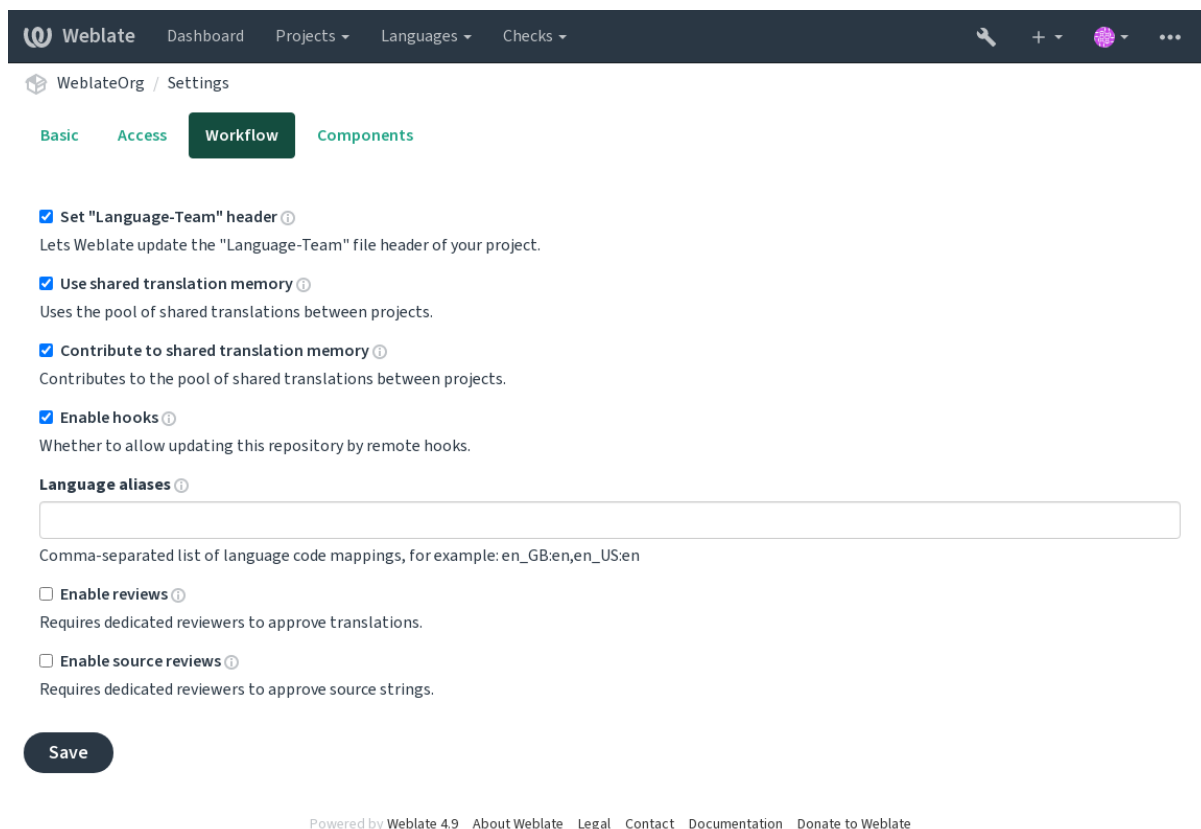 Weblate Dashboard Projects Languages Checks
WeblateOrg / Settings
Basic Access Workflow Components
Set "Language-Team" header
Lets Weblate update the "Language-Team" file header of your project.
Use shared translation memory
Uses the pool of shared translations between projects.
Contribute to shared translation memory
Contributes to the pool of shared translations between projects.
Enable hooks
Whether to allow updating this repository by remote hooks.
Language aliases
Comma-separated list of language code mappings, for example: en_GB:en,en_US:en
Enable reviews
Requires dedicated reviewers to approve translations.
Enable source reviews
Requires dedicated reviewers to approve source strings.
Save
Powered by Weblate 4.9 About Weblate Legal Contact Documentation Donate to Weblate